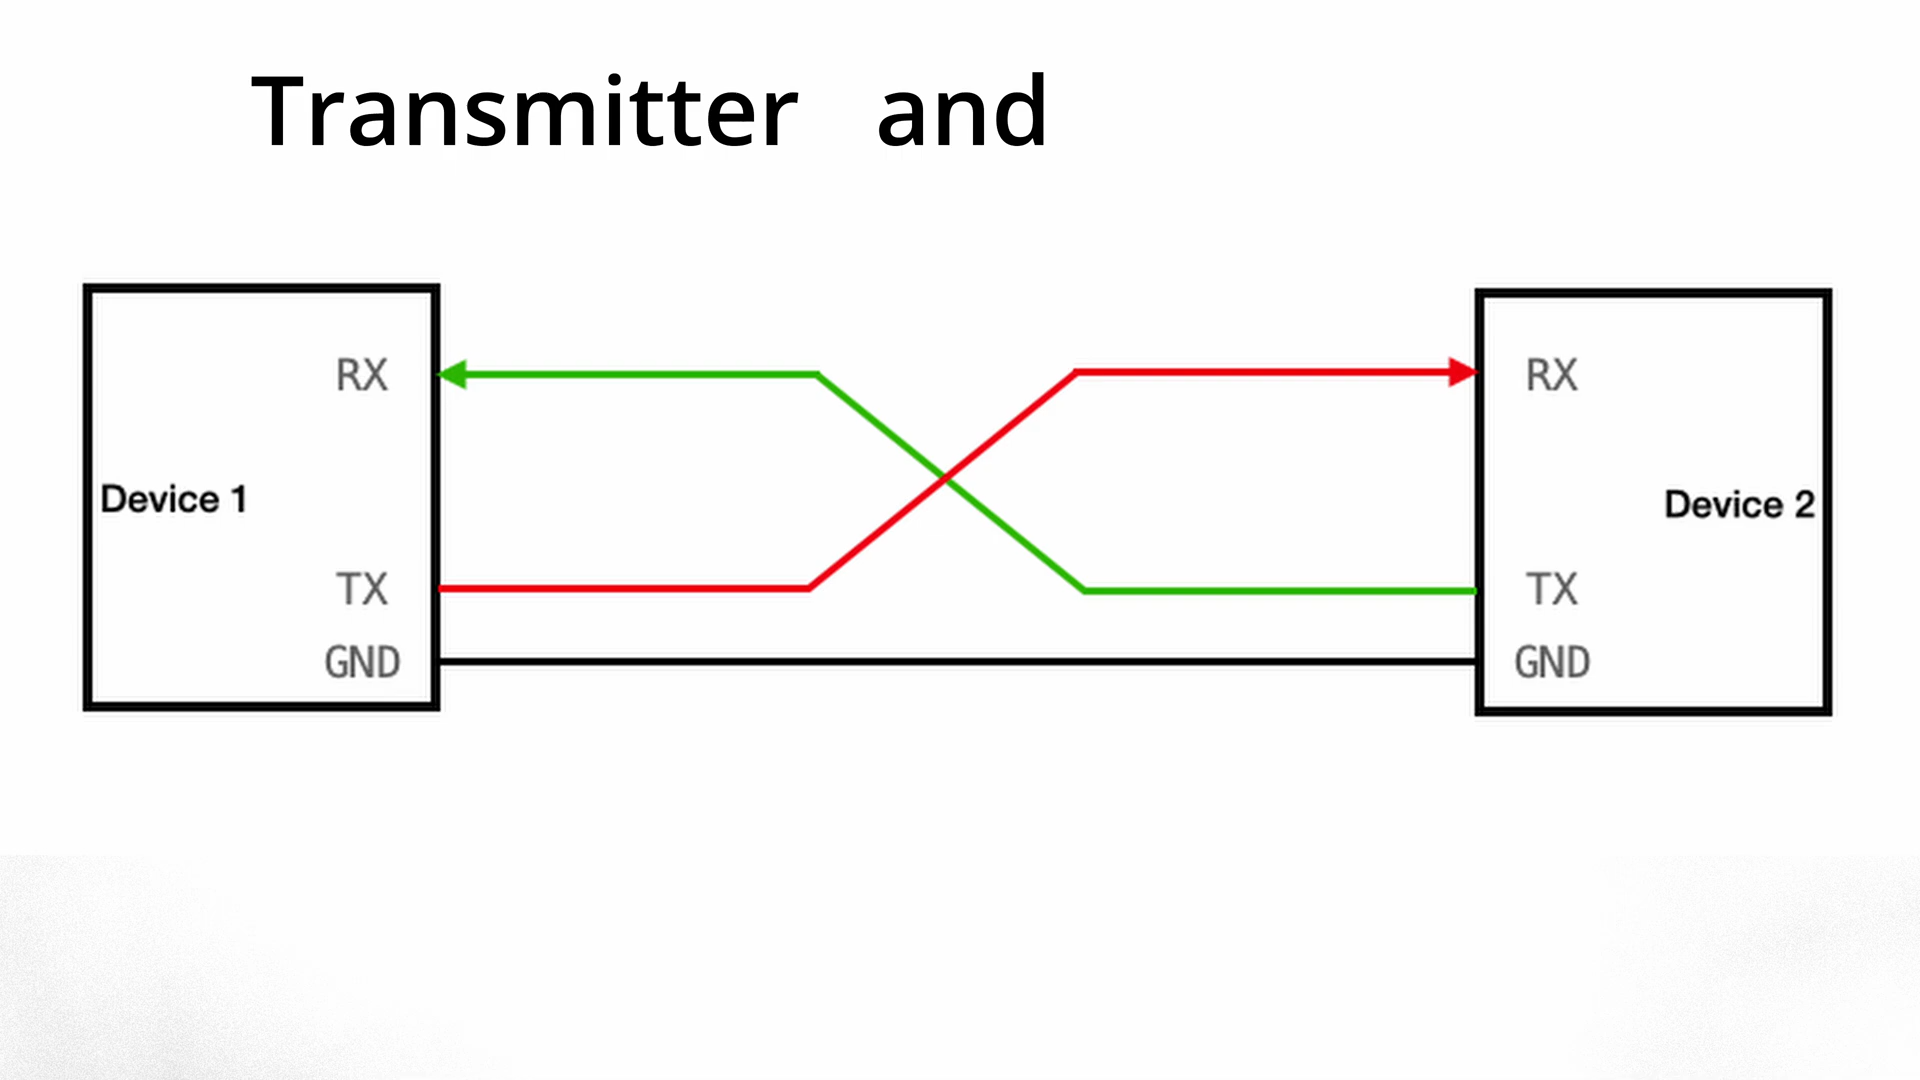 Transmitter and
RX
RX
Device 1
Device 2
TX
TX
GND
GND